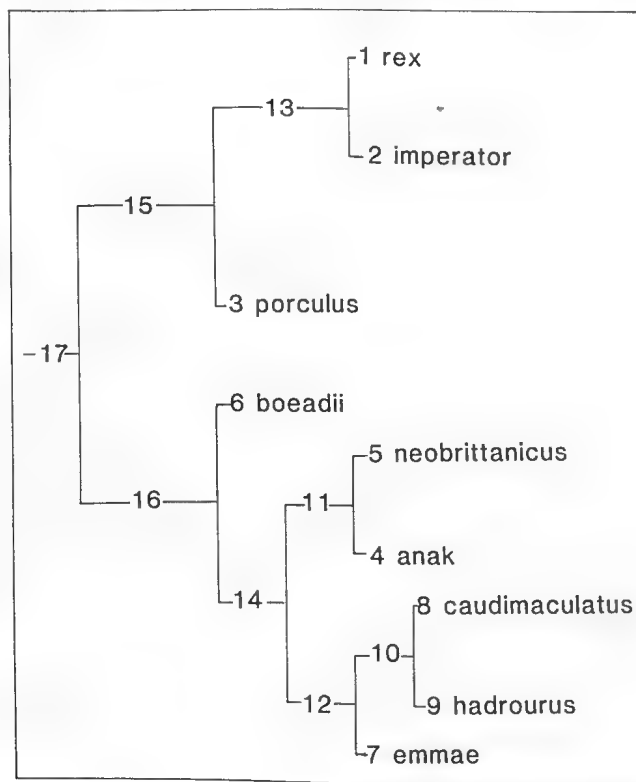 1 rex
13
2 imperator
15
3 porculus
17
6 boeadii
5 neobrittanicus
16
11
4 anak
14
8 caudimaculatus
10
12
9 hadrourus
7 emmae